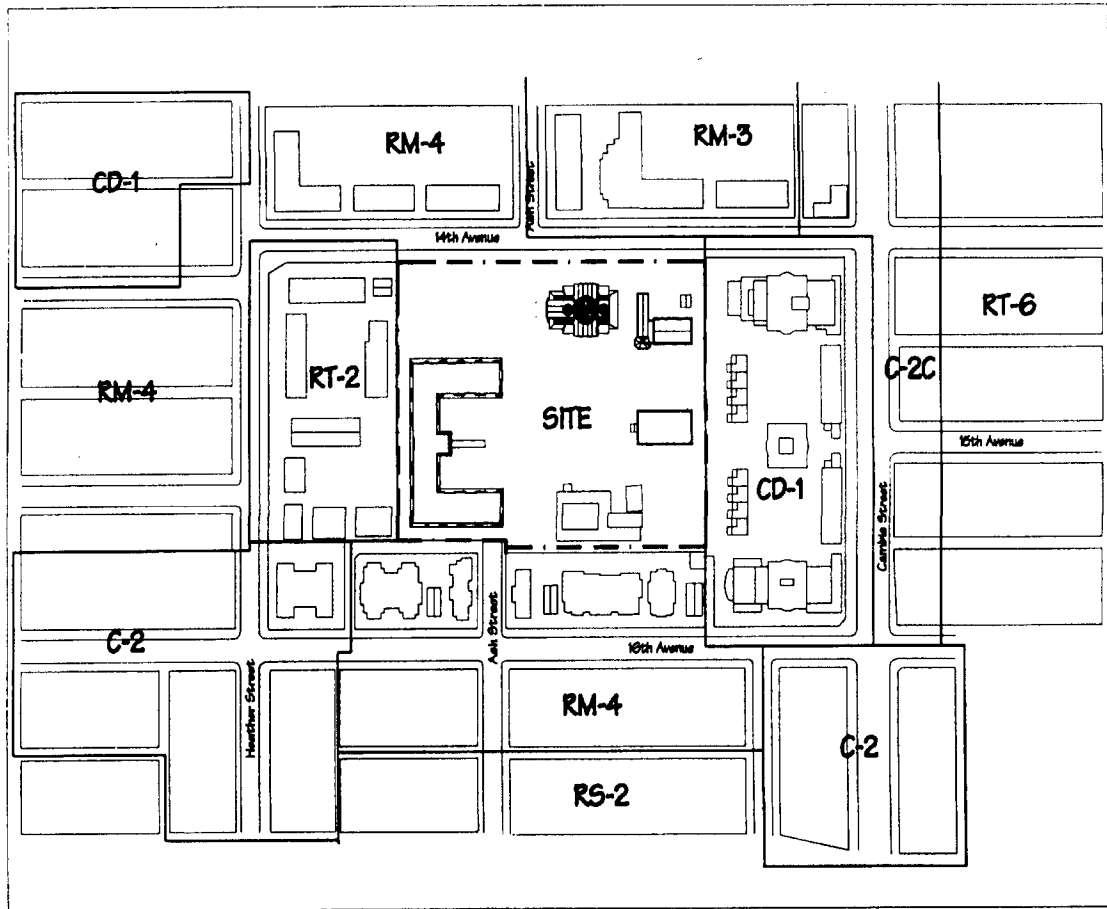 RM-4
RM-3
CD-1
Ash Street
14th Avenue
RT-6
RT-2
C-2C
RM-4
SITE
15th Avenue
CD-1
Cambie Street
Ash Street
C-2
16th Avenue
Heather Street
RM-4
C-2
RS-2